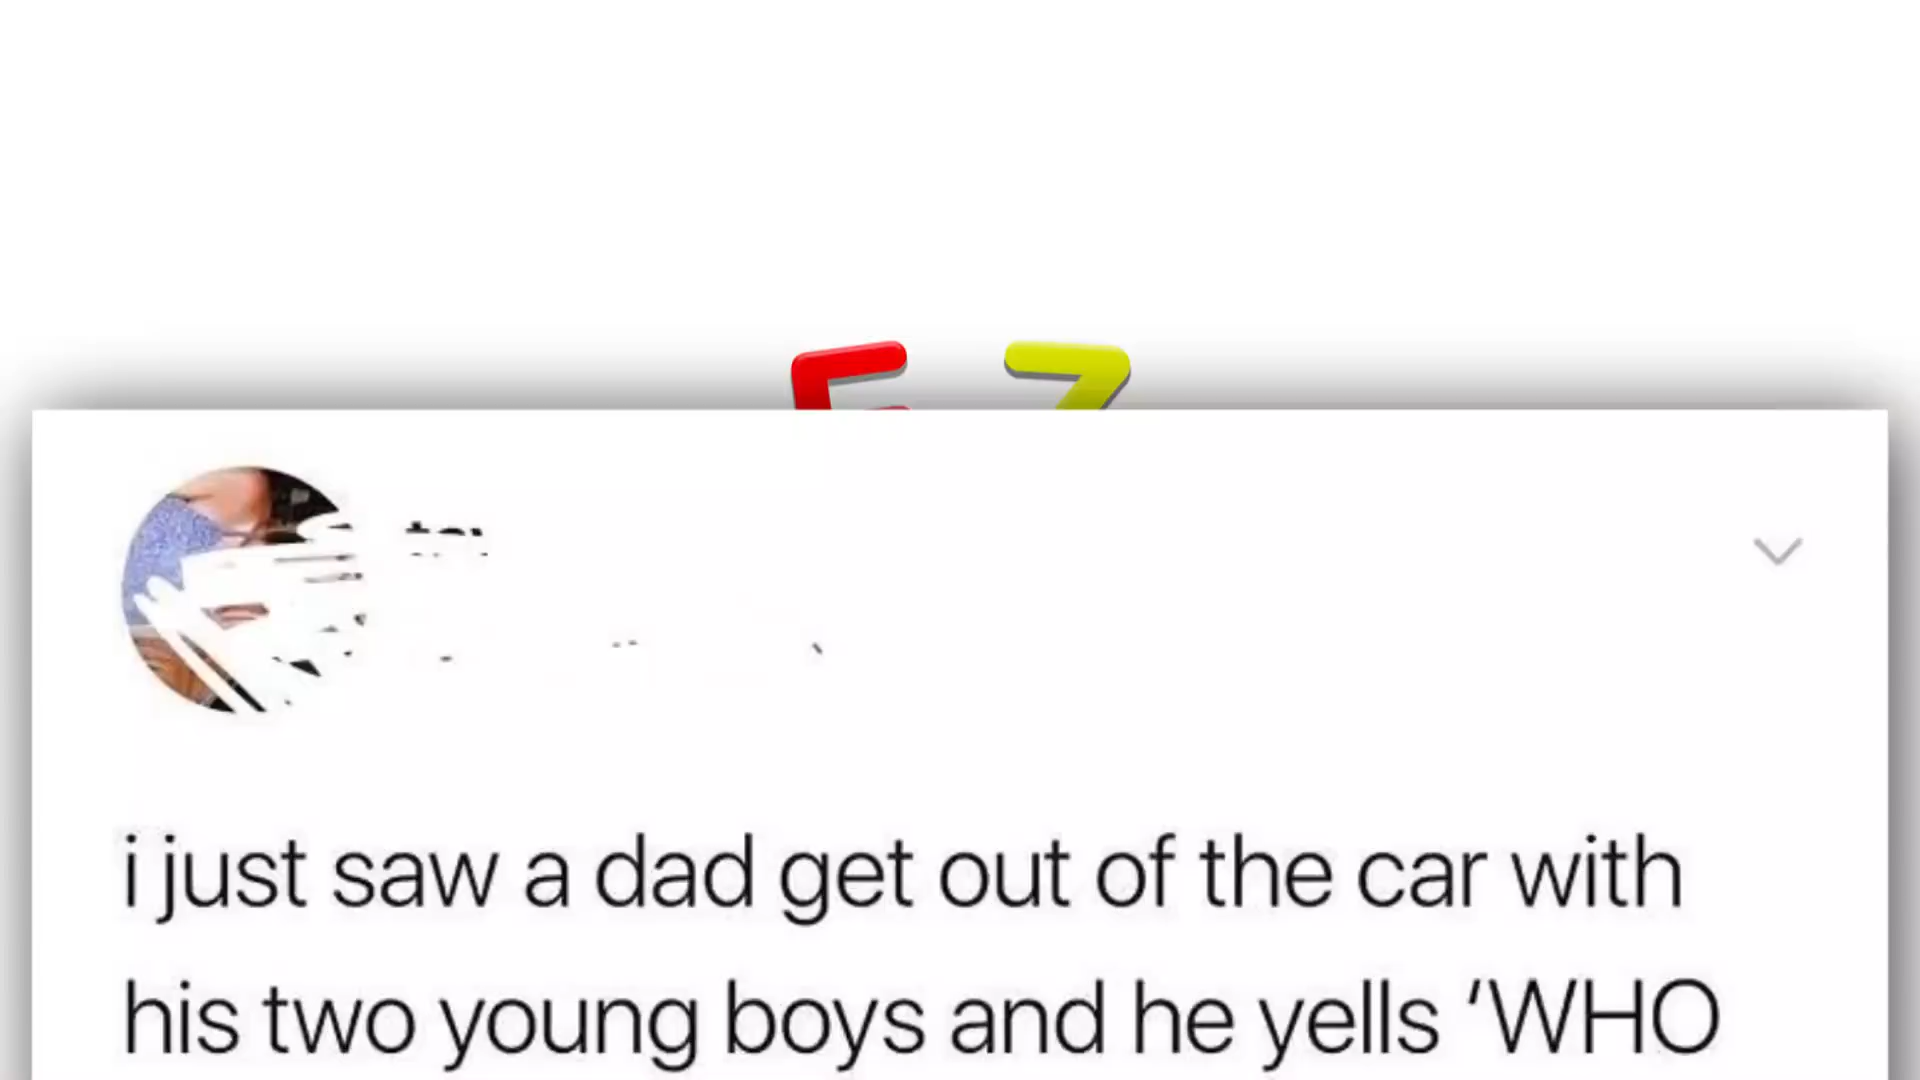 i just saw a dad get out of the car with
his two young boys and he yells ‘WHO